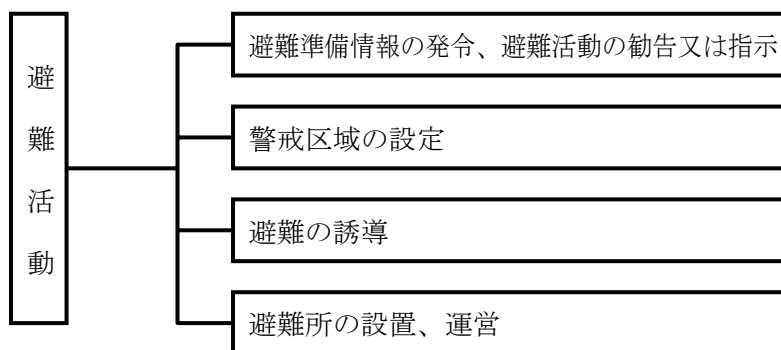 避難活動
避難準備情報の発令、避難活動の勧告又は指示
警戒区域の設定
避難の誘導
避難所の設置、運営